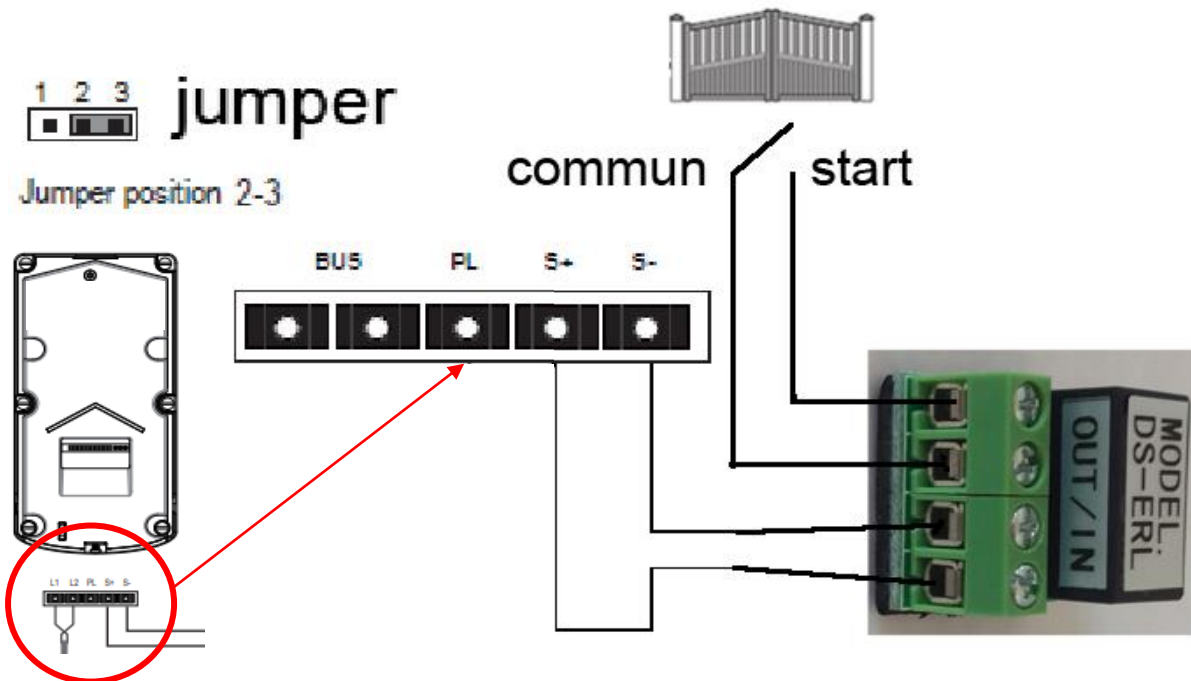 1 2 3
jumper
Jumper position 2-3
commun
start
BUS PL S+ S-
L1 L2 PL S+ S-
MODEL.
DS-ERL
OUT/IN